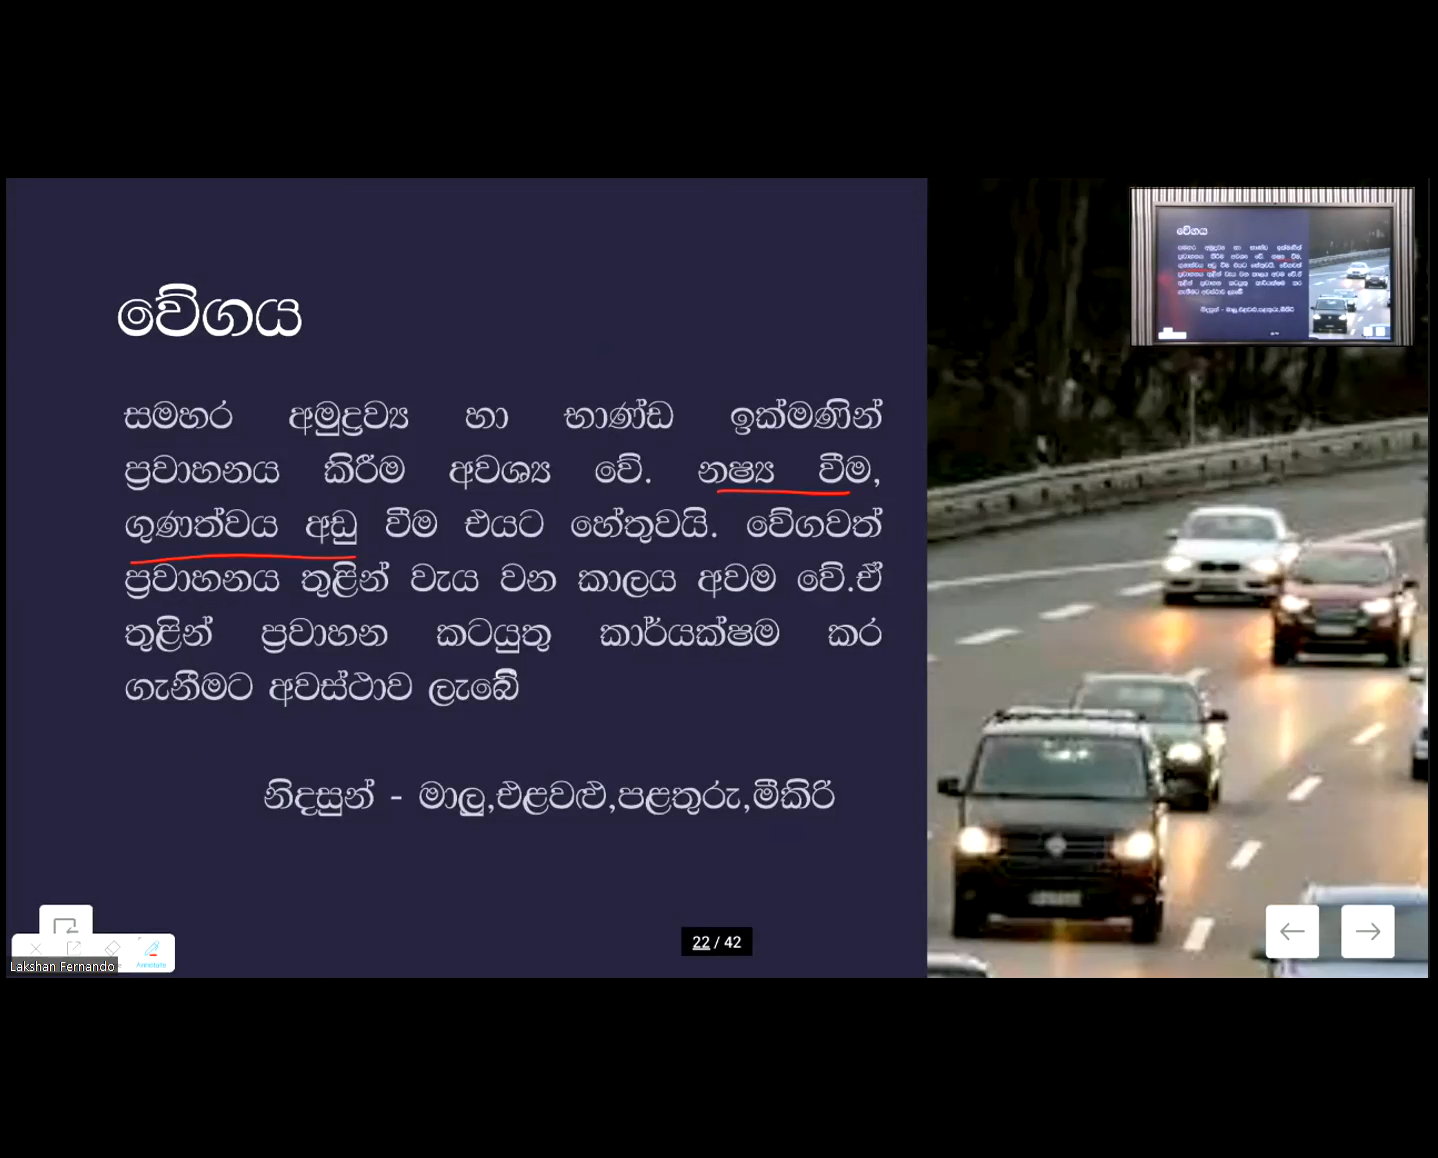 වේගය
සමහර අමුද්‍රව්‍ය හා භාණ්ඩ ඉක්මණින්
ප්‍රවාහනය කිරීම අවශ්‍ය වේ. නෂ්‍ය වීම,
ගුණත්වය අඩු වීම එයට හේතුවයි. වේගවත්
ප්‍රවාහනය තුළින් වැය වන කාලය අවම වේ.ඒ
තුළින් ප්‍රවාහන කටයුතු කාර්යක්ෂම කර
ගැනීමට අවස්ථාව ලැබේ
නිදසුන් - මාලු,එළවළු,පළතුරු,මීකිරි
22 / 42
Annotate
Lakshan Fernando